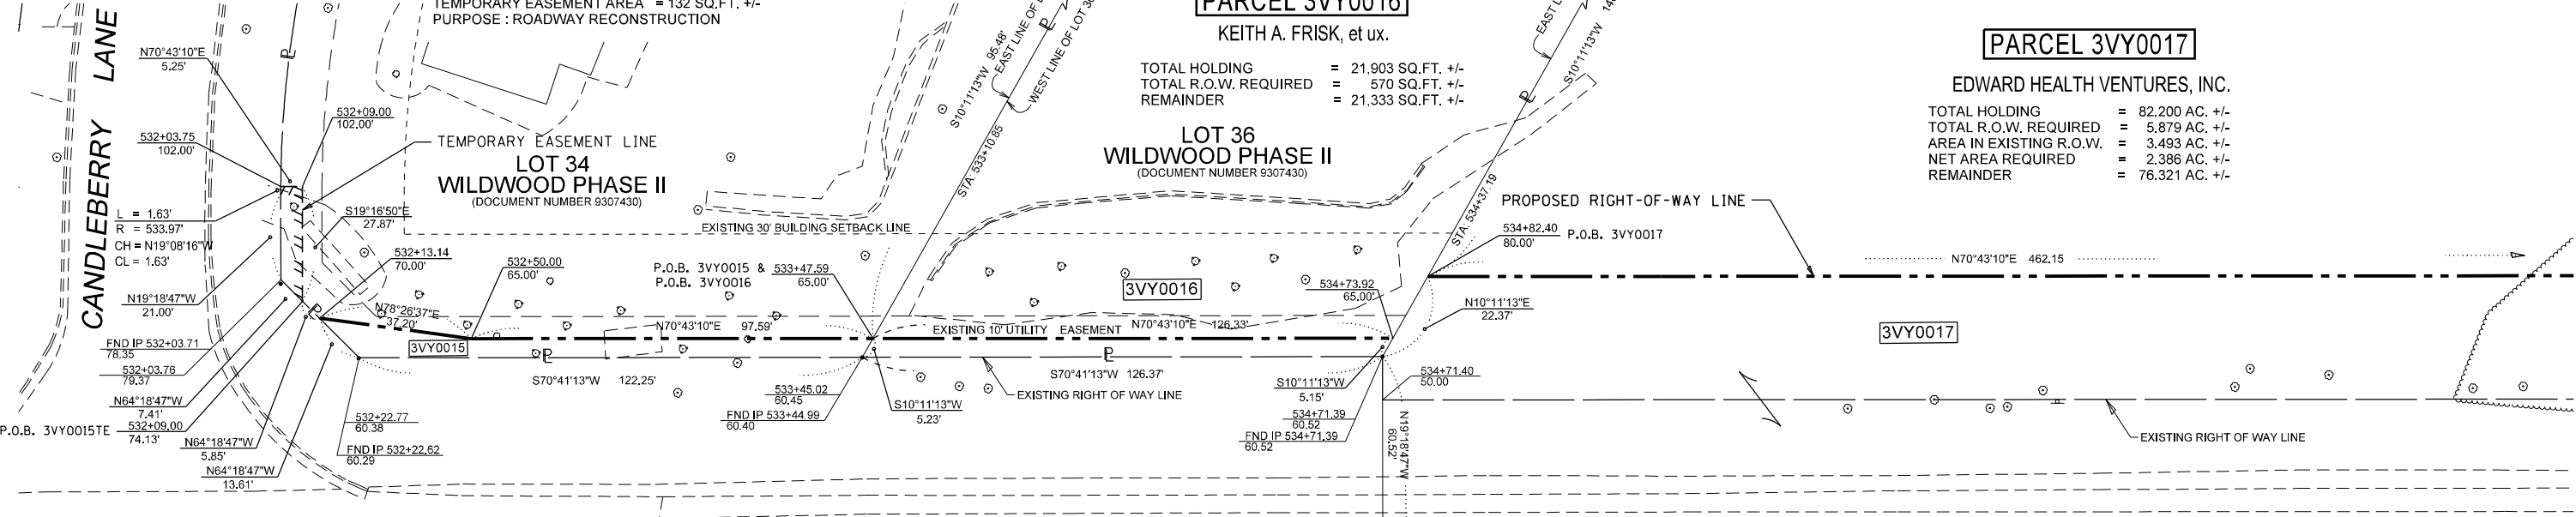 TEMPORARY EASEMENT AREA = 132 SQ.FT. +/-
PURPOSE : ROADWAY RECONSTRUCTION
CANDLEBERRY LANE
N70°43'10"E
5.25'
532+03.75
102.00'
532+09.00
102.00'
TEMPORARY EASEMENT LINE
LOT 34
WILDWOOD PHASE II
(DOCUMENT NUMBER 9307430)
L = 1.63'
R = 533.97'
CH = N19°08'16"W
CL = 1.63'
S19°16'50"E
27.87'
N19°18'47"W
21.00'
532+13.14
70.00'
N78°26'37"E
37.20'
FND IP 532+03.71
78.35
532+03.76
79.37
N64°18'47"W
7.41'
P.O.B. 3VY0015TE
532+09.00
74.13'
N64°18'47"W
5.85'
N64°18'47"W
13.61'
532+22.77
60.38
FND IP 532+22.62
60.29
3VY0015
532+50.00
65.00'
EXISTING 30' BUILDING SETBACK LINE
P.O.B. 3VY0015 &
P.O.B. 3VY0016
533+47.59
65.00'
N70°43'10"E 97.59'
S70°41'13"W 122.25'
533+45.02
60.45
FND IP 533+44.99
60.40
S10°11'13"W
5.23'
S10°11'13"W 95.48'
STA. 533+10.85
PARCEL 3VY0016
KEITH A. FRISK, et ux.
TOTAL HOLDING = 21,903 SQ.FT. +/-
TOTAL R.O.W. REQUIRED = 570 SQ.FT. +/-
REMAINDER = 21,333 SQ.FT. +/-
LOT 36
WILDWOOD PHASE II
(DOCUMENT NUMBER 9307430)
3VY0016
EXISTING 10' UTILITY EASEMENT
N70°43'10"E 126.33'
S70°41'13"W 126.37'
EXISTING RIGHT OF WAY LINE
534+73.92
65.00'
S10°11'13"W
5.15'
534+71.39
60.52
FND IP 534+71.39
60.52
534+71.40
50.00
N19°18'47"W
60.52'
N10°11'13"E
22.37'
STA. 534+37.19
PROPOSED RIGHT-OF-WAY LINE
534+82.40
80.00'
P.O.B. 3VY0017
PARCEL 3VY0017
EDWARD HEALTH VENTURES, INC.
TOTAL HOLDING = 82.200 AC. +/-
TOTAL R.O.W. REQUIRED = 5.879 AC. +/-
AREA IN EXISTING R.O.W. = 3.493 AC. +/-
NET AREA REQUIRED = 2.386 AC. +/-
REMAINDER = 76.321 AC. +/-
N70°43'10"E 462.15
3VY0017
EXISTING RIGHT OF WAY LINE